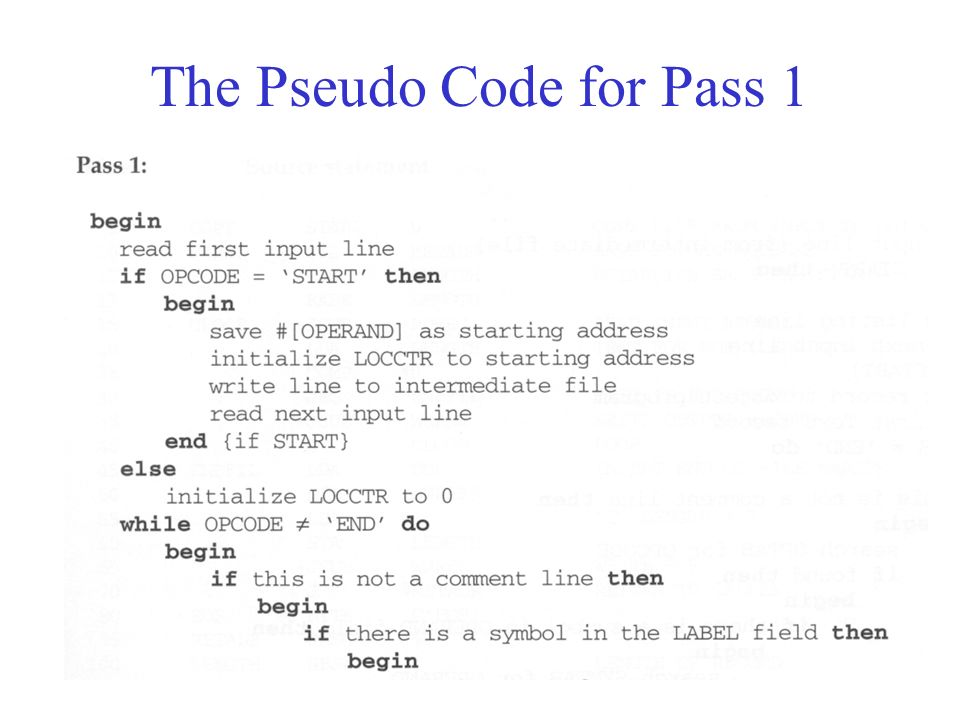 The Pseudo Code for Pass 1
Pass 1:
begin
read first input line
if OPCODE = ‘START’ then
begin
save #[OPERAND] as starting address
initialize LOCCTR to starting address
write line to intermediate file
read next input line
end {if START}
else
initialize LOCCTR to 0
while OPCODE ≠ ‘END’ do
begin
if this is not a comment line then
begin
if there is a symbol in the LABEL field then
begin